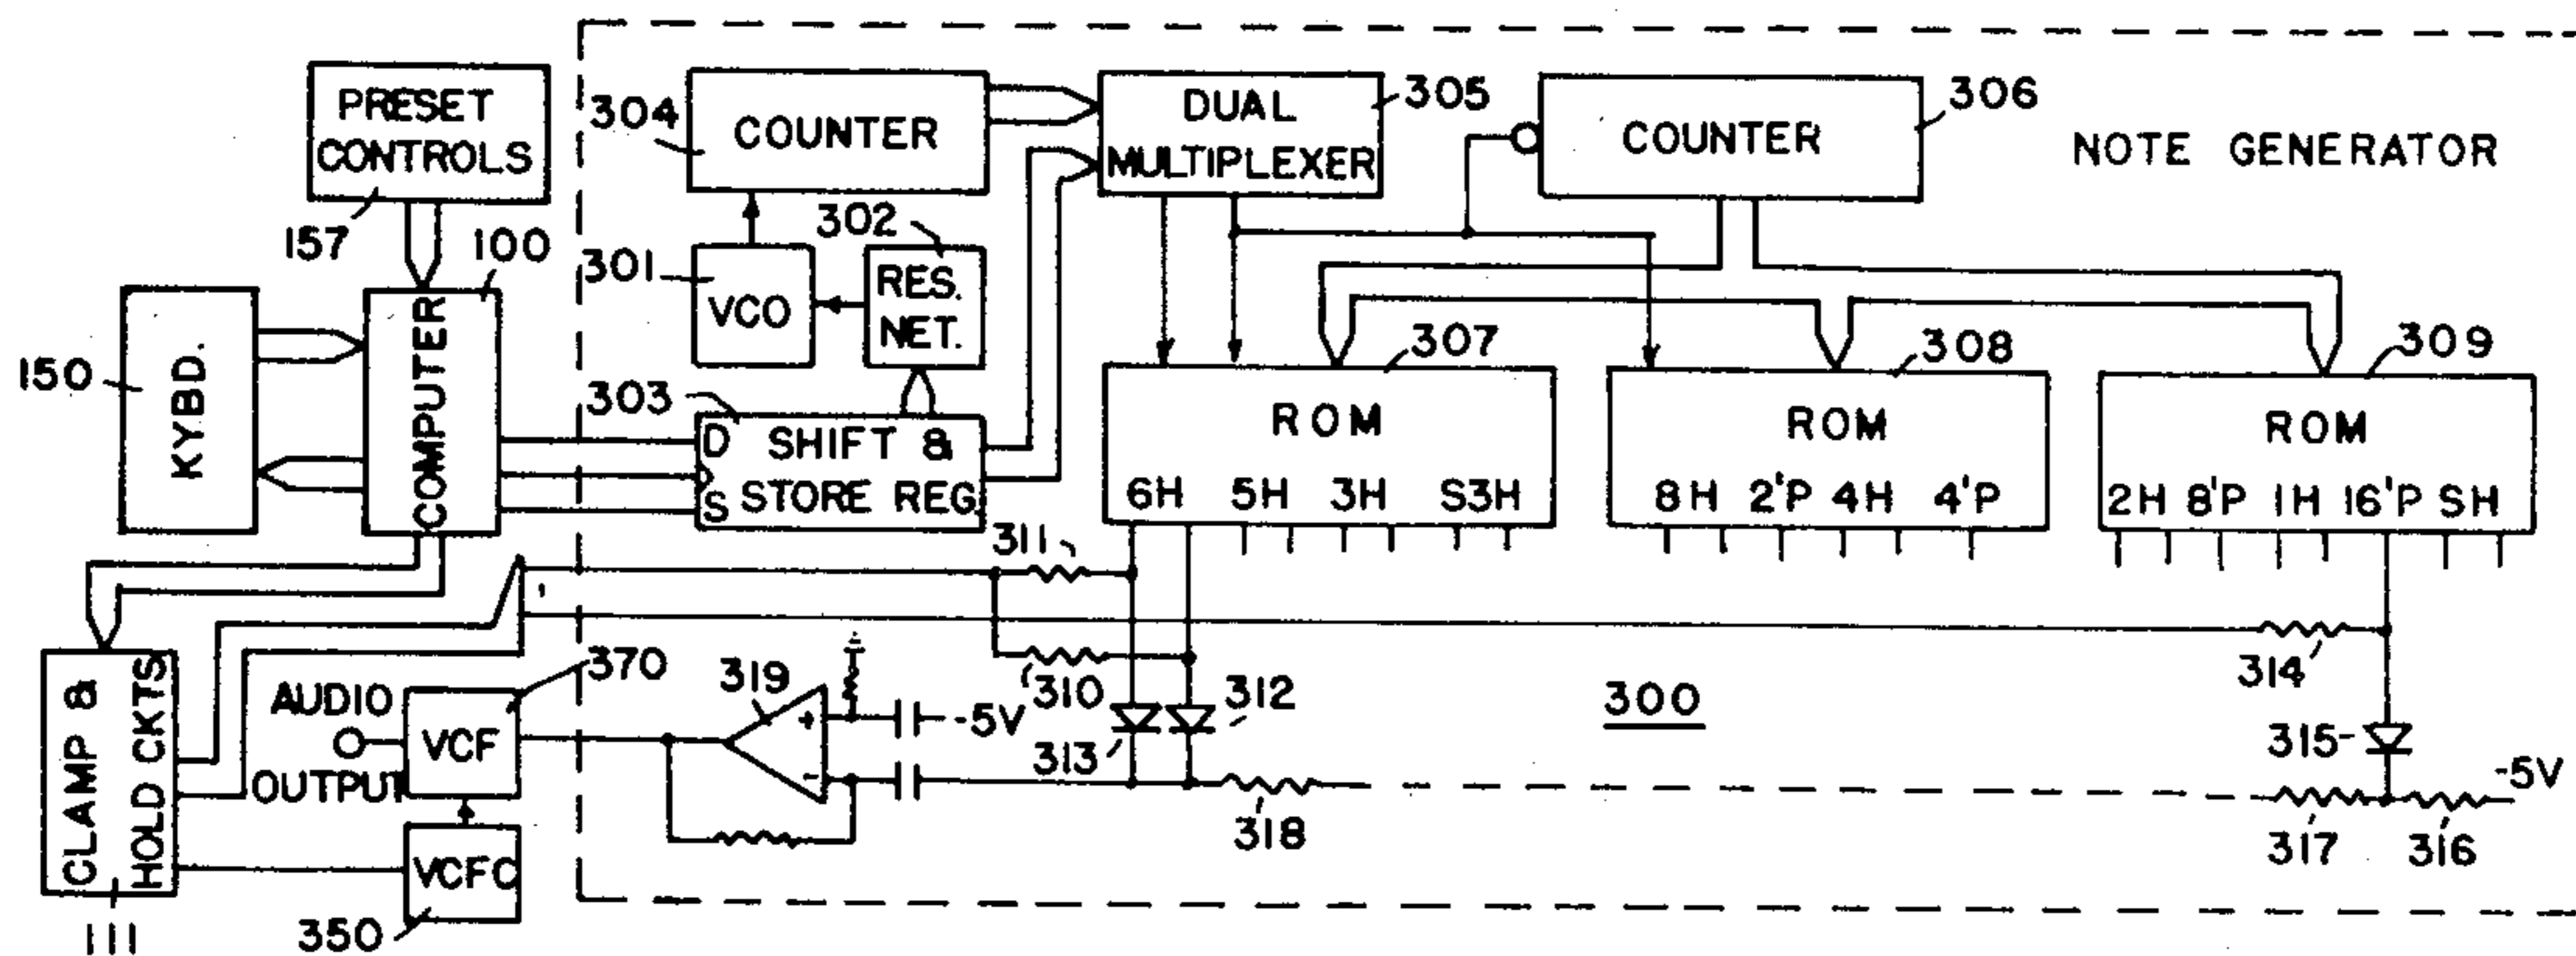 PRESET
CONTROLS
157
100
KYBD.
150
COMPUTER
304
COUNTER
301
VCO
302
RES.
NET.
303
D SHIFT &
S STORE REG
DUAL
MULTIPLEXER
305
COUNTER
306
NOTE GENERATOR
307
ROM
6H 5H 3H S3H
308
ROM
8H 2'P 4H 4'P
309
ROM
2H 8'P 1H 16'P SH
311
310
312
313
314
315
-5V
316
317
318
319
-5V
300
370
AUDIO
OUTPUT
VCF
VCFC
350
CLAMP &
HOLD CKTS
111